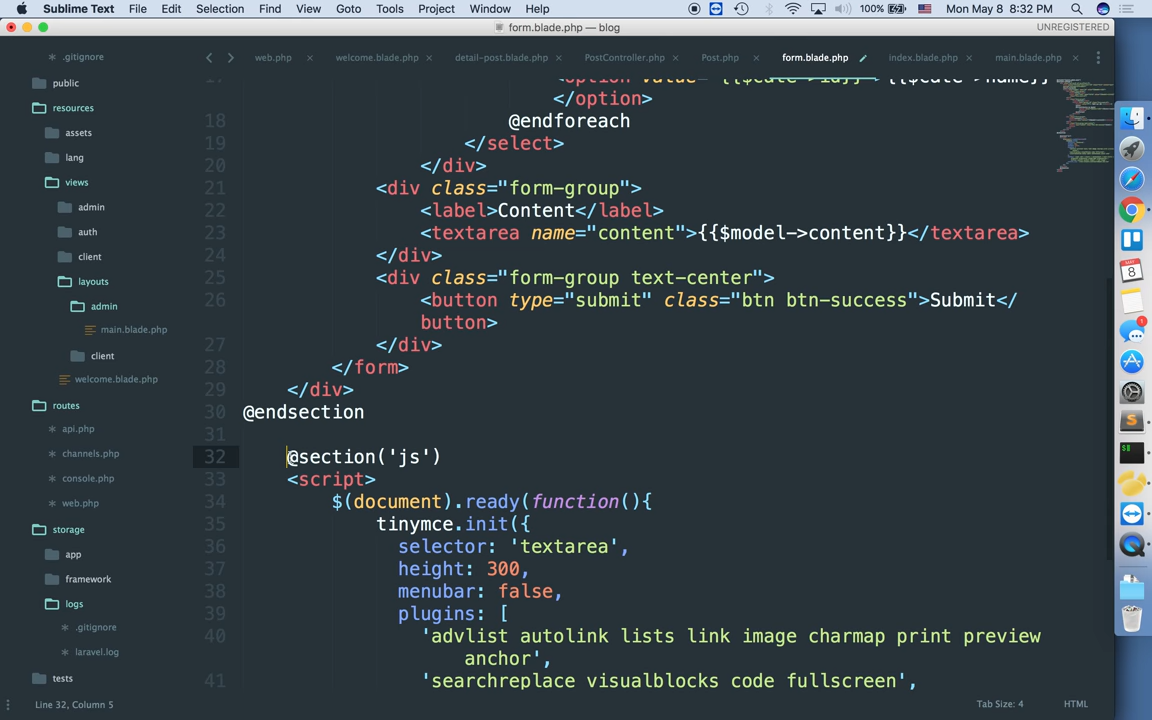 Sublime Text File Edit Selection Find View Goto Tools Project Window Help 100% Mon May 8 8:32 PM
form.blade.php — blog UNREGISTERED
.gitignore
public
resources
assets
lang
views
admin
auth
client
layouts
admin
main.blade.php
client
welcome.blade.php
routes
api.php
channels.php
console.php
web.php
storage
app
framework
logs
.gitignore
laravel.log
tests
web.php × welcome.blade.php × detail-post.blade.php × PostController.php × Post.php × form.blade.php index.blade.php × main.blade.php ×
</option>
18 @endforeach
19 </select>
20 </div>
21 <div class="form-group">
22 <label>Content</label>
23 <textarea name="content">{{$model->content}}</textarea>
24 </div>
25 <div class="form-group text-center">
26 <button type="submit" class="btn btn-success">Submit</
button>
27 </div>
28 </form>
29 </div>
30 @endsection
31
32 @section('js')
33 <script>
34 $(document).ready(function(){
35 tinymce.init({
36 selector: 'textarea',
37 height: 300,
38 menubar: false,
39 plugins: [
40 'advlist autolink lists link image charmap print preview
anchor',
41 'searchreplace visualblocks code fullscreen',
Line 32, Column 5 Tab Size: 4 HTML